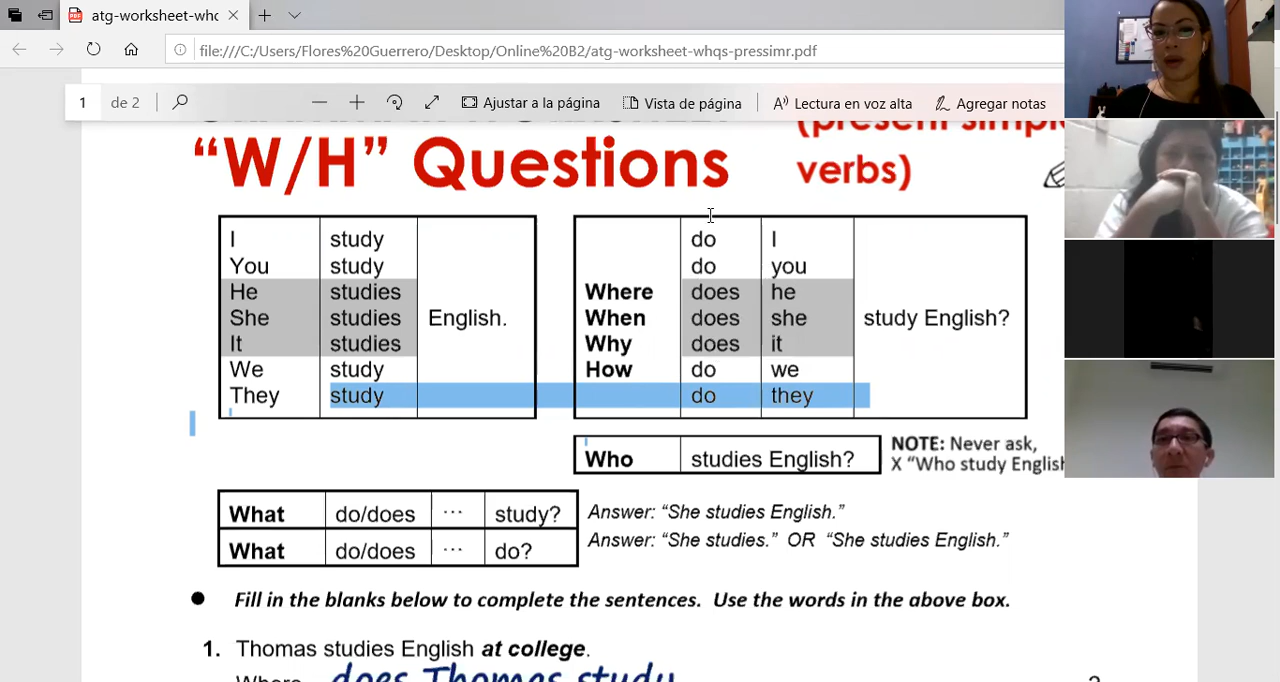 atg-worksheet-whq
file:///C:/Users/Flores%20Guerrero/Desktop/Online%20B2/atg-worksheet-whqs-pressimr.pdf
1 de 2 Ajustar a la página Vista de página Lectura en voz alta Agregar notas
"W/H" Questions
(present simple
verbs)
I study
You study
He studies
She studies English.
It studies
We study
They study
do I
do you
Where does he
When does she study English?
Why does it
How do we
do they
Who studies English?
NOTE: Never ask,
X "Who study English
What do/does ... study?
Answer: "She studies English."
What do/does ... do?
Answer: "She studies." OR "She studies English."
● Fill in the blanks below to complete the sentences. Use the words in the above box.
1. Thomas studies English at college.
Where does Thomas study ?